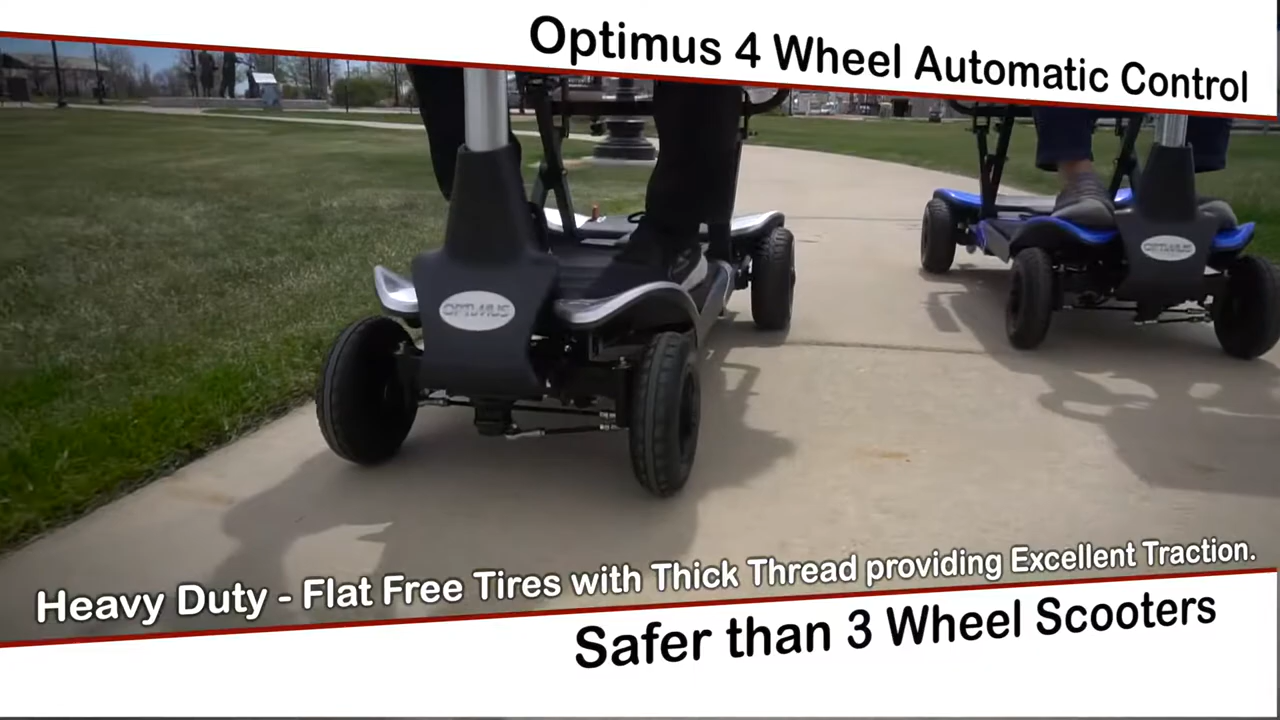 Optimus 4 Wheel Automatic Control
OPTIMUS
OPTIMUS
Heavy Duty - Flat Free Tires with Thick Thread providing Excellent Traction.
Safer than 3 Wheel Scooters